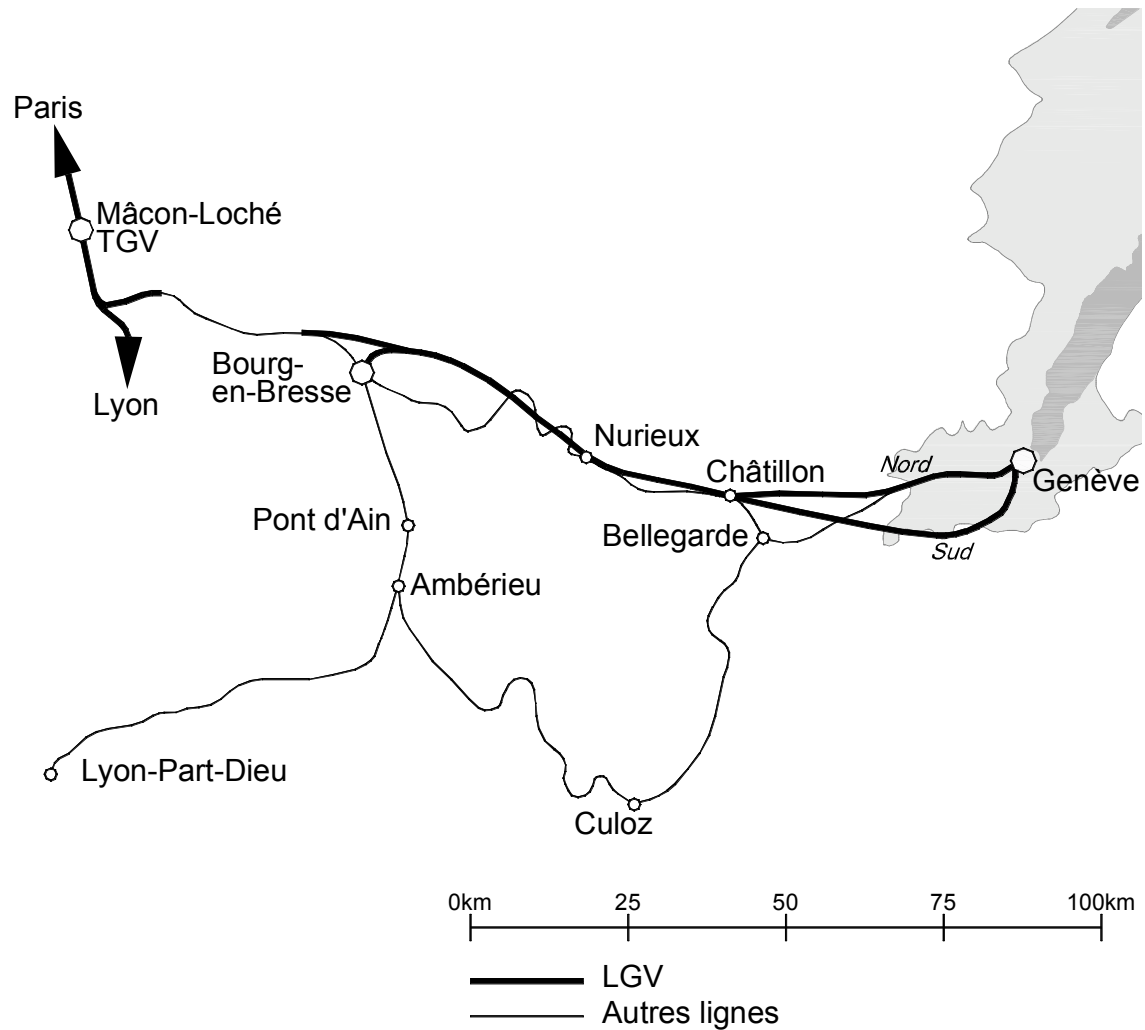 Paris
Mâcon-Loché
TGV
Bourg-
en-Bresse
Lyon
Nurieux
Châtillon
Nord
Genève
Pont d'Ain
Bellegarde
Sud
Ambérieu
Lyon-Part-Dieu
Culoz
0km 25 50 75 100km
LGV
Autres lignes